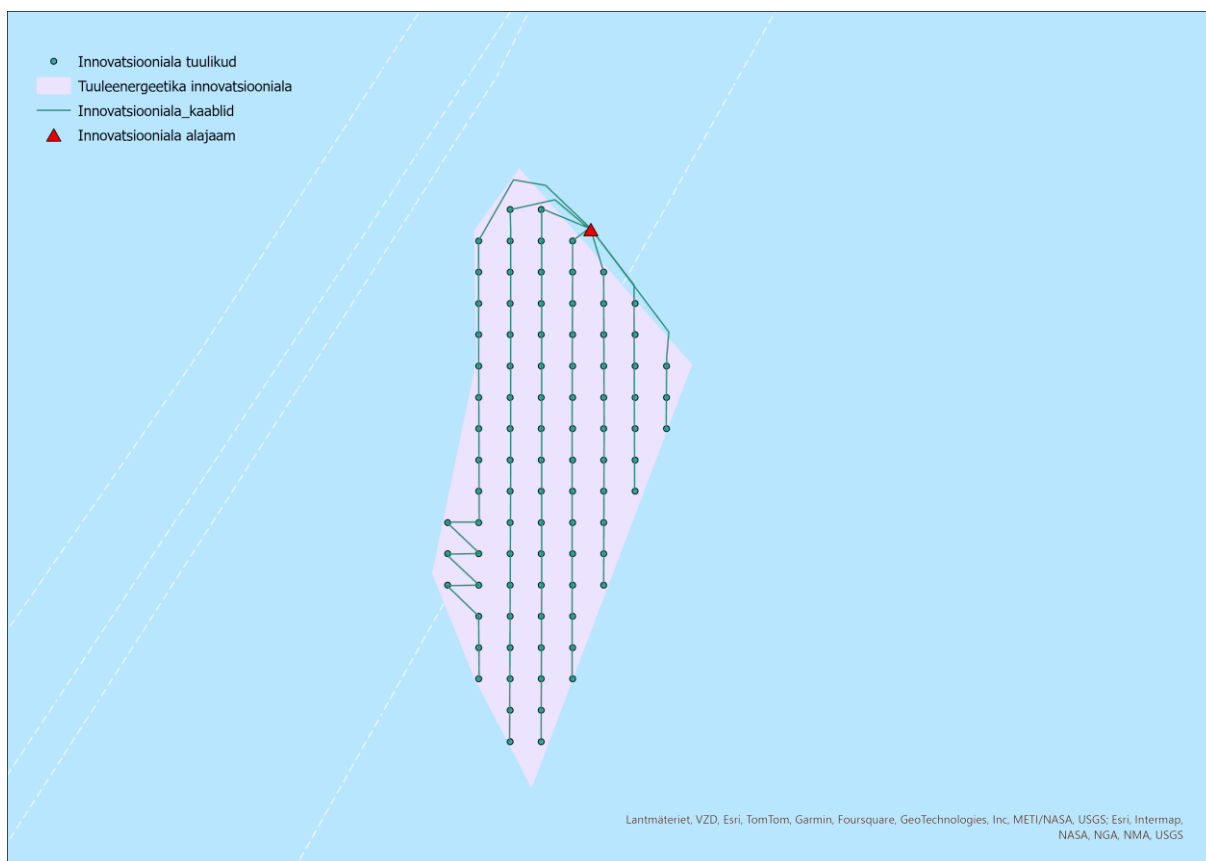 Innovatsiooniala tuulikud
Tuuleenergeetika innovatsiooniala
Innovatsiooniala_kaablid
Innovatsiooniala alajaam
Lantmäteriet, VZD, Esri, TomTom, Garmin, Foursquare, GeoTechnologies, Inc, METI/NASA, USGS; Esri, Intermap,
NASA, NGA, NMA, USGS